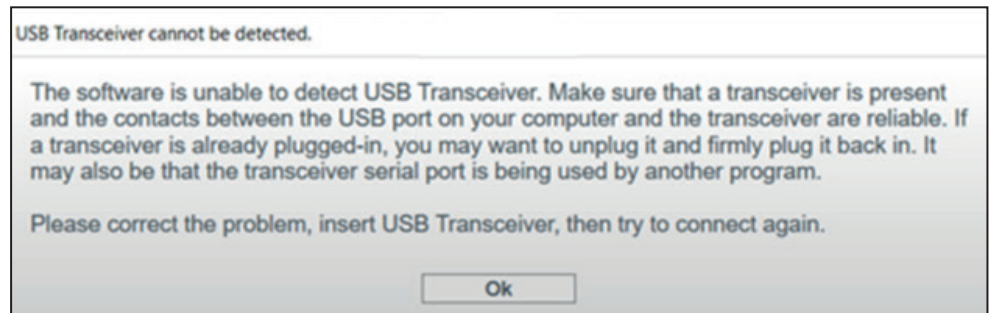 USB Transceiver cannot be detected.
The software is unable to detect USB Transceiver. Make sure that a transceiver is present
and the contacts between the USB port on your computer and the transceiver are reliable. If
a transceiver is already plugged-in, you may want to unplug it and firmly plug it back in. It
may also be that the transceiver serial port is being used by another program.
Please correct the problem, insert USB Transceiver, then try to connect again.
Ok